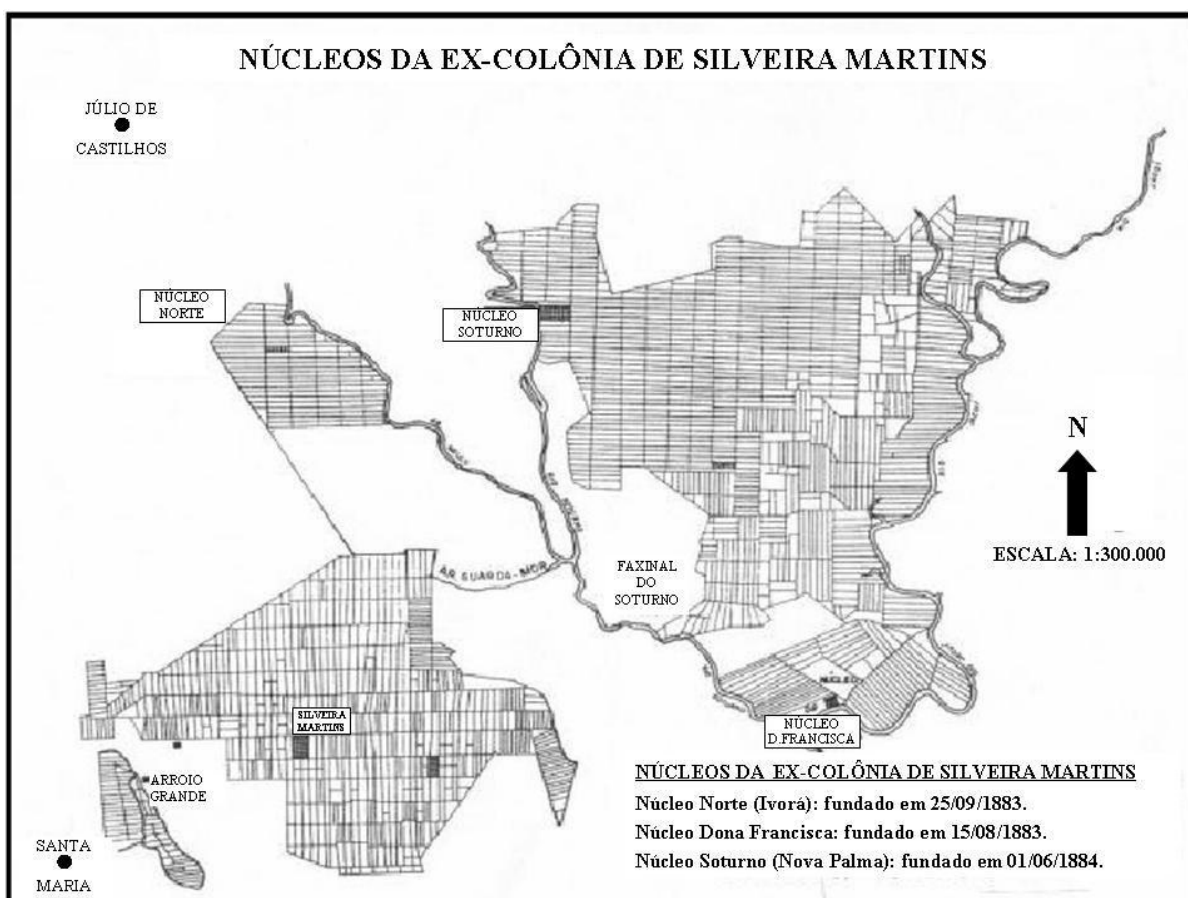 NÚCLEOS DA EX-COLÔNIA DE SILVEIRA MARTINS
JÚLIO DE
CASTILHOS
NÚCLEO
NORTE
NÚCLEO
SOTURNO
N
ESCALA: 1:300.000
AR. GUARDA-MOR
FAXINAL
DO
SOTURNO
SILVEIRA
MARTINS
NÚCLEO
NÚCLEO
D.FRANCISCA
ARROIO
GRANDE
SANTA
MARIA
NÚCLEOS DA EX-COLÔNIA DE SILVEIRA MARTINS
Núcleo Norte (Ivorá): fundado em 25/09/1883.
Núcleo Dona Francisca: fundado em 15/08/1883.
Núcleo Soturno (Nova Palma): fundado em 01/06/1884.